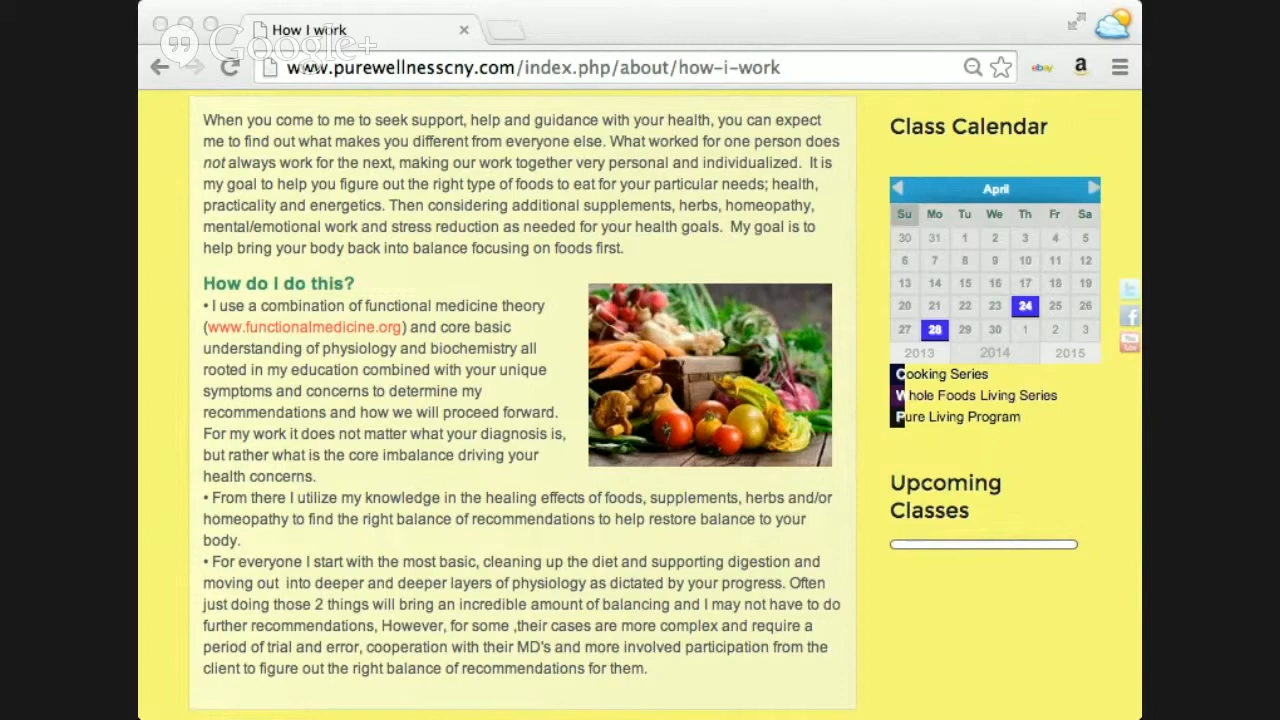 How I work
Google+
www.purewellnesscny.com/index.php/about/how-i-work
ebay
a
When you come to me to seek support, help and guidance with your health, you can expect
me to find out what makes you different from everyone else. What worked for one person does
not always work for the next, making our work together very personal and individualized. It is
my goal to help you figure out the right type of foods to eat for your particular needs; health,
practicality and energetics. Then considering additional supplements, herbs, homeopathy,
mental/emotional work and stress reduction as needed for your health goals. My goal is to
help bring your body back into balance focusing on foods first.
How do I do this?
• I use a combination of functional medicine theory
(www.functionalmedicine.org) and core basic
understanding of physiology and biochemistry all
rooted in my education combined with your unique
symptoms and concerns to determine my
recommendations and how we will proceed forward.
For my work it does not matter what your diagnosis is,
but rather what is the core imbalance driving your
health concerns.
• From there I utilize my knowledge in the healing effects of foods, supplements, herbs and/or
homeopathy to find the right balance of recommendations to help restore balance to your
body.
• For everyone I start with the most basic, cleaning up the diet and supporting digestion and
moving out into deeper and deeper layers of physiology as dictated by your progress. Often
just doing those 2 things will bring an incredible amount of balancing and I may not have to do
further recommendations, However, for some ,their cases are more complex and require a
period of trial and error, cooperation with their MD's and more involved participation from the
client to figure out the right balance of recommendations for them.
Class Calendar
April
Su Mo Tu We Th Fr Sa
30 31 1 2 3 4 5
6 7 8 9 10 11 12
13 14 15 16 17 18 19
20 21 22 23 24 25 26
27 28 29 30 1 2 3
2013 2014 2015
Cooking Series
Whole Foods Living Series
Pure Living Program
Upcoming
Classes
You
Tube